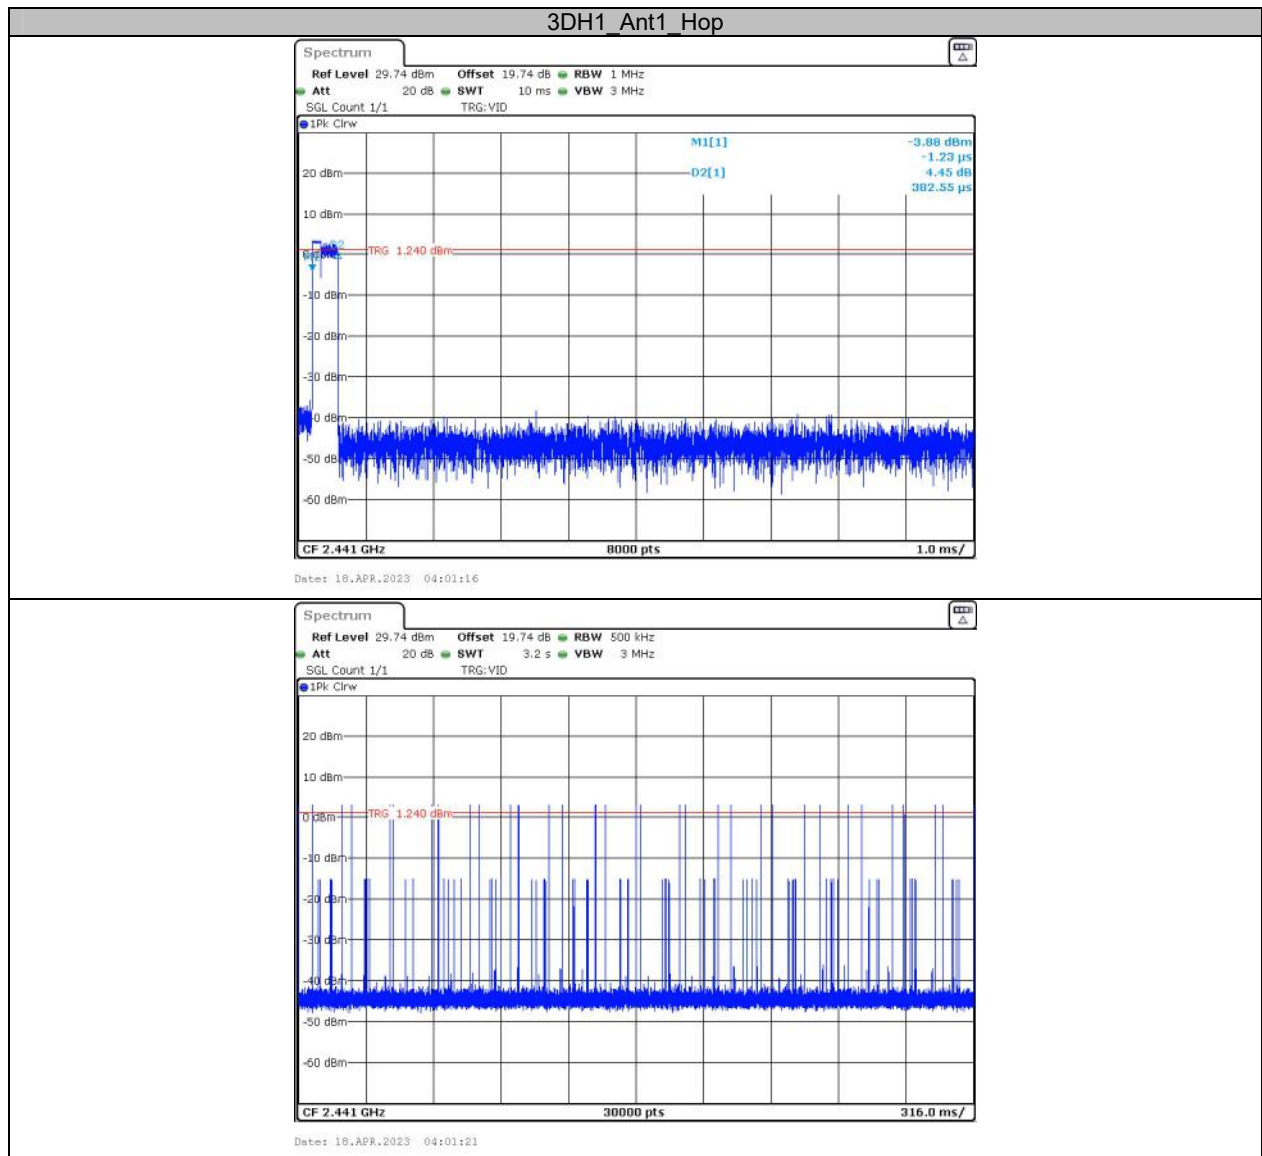 3DH1_Ant1_Hop
Spectrum
Ref Level 29.74 dBm Offset 19.74 dB RBW 1 MHz
Att 20 dB SWT 10 ms VBW 3 MHz
SGL Count 1/1 TRG:VID
1Pk Clrw
M1[1] -3.88 dBm
-1.23 µs
20 dBm D2[1] 4.45 dB
382.55 µs
10 dBm
TRG 1.240 dBm
-10 dBm
-20 dBm
-30 dBm
-50 dB
-60 dBm
CF 2.441 GHz 8000 pts 1.0 ms/
Date: 18.APR.2023 04:01:16
Spectrum
Ref Level 29.74 dBm Offset 19.74 dB RBW 500 kHz
Att 20 dB SWT 3.2 s VBW 3 MHz
SGL Count 1/1 TRG:VID
1Pk Clrw
20 dBm
10 dBm
TRG 1.240 dBm
0 dBm
-10 dBm
-20 dBm
-30 dBm
-40 dBm
-50 dBm
-60 dBm
CF 2.441 GHz 30000 pts 316.0 ms/
Date: 18.APR.2023 04:01:21